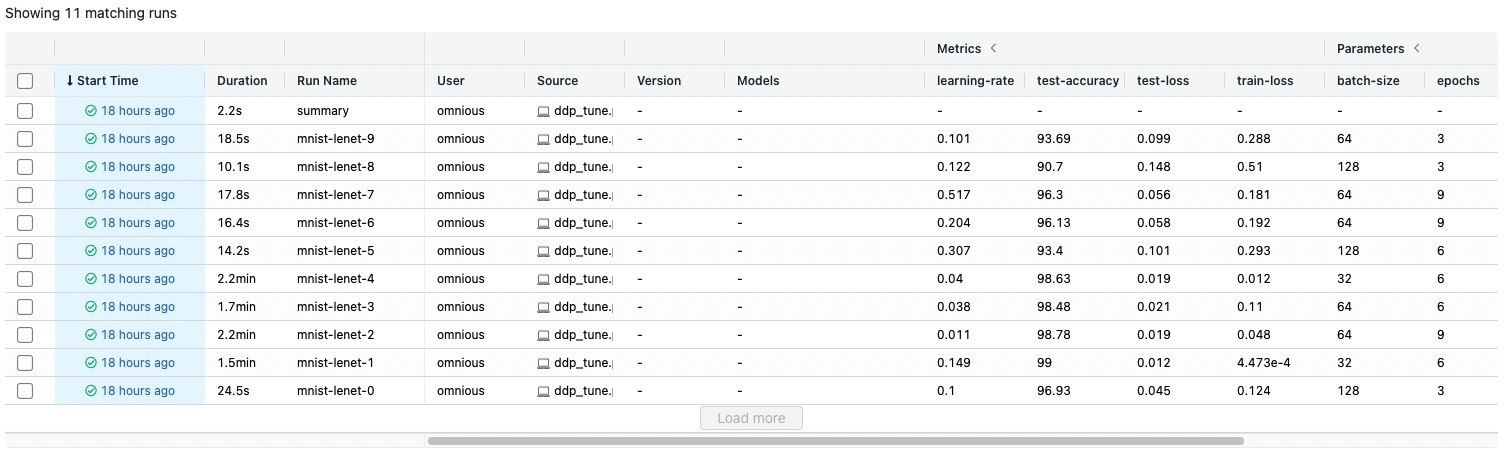 Showing 11 matching runs
Metrics < Parameters <
↓ Start Time Duration Run Name User Source Version Models learning-rate test-accuracy test-loss train-loss batch-size epochs
18 hours ago 2.2s summary omnious ddp_tune. - - - - - - - -
18 hours ago 18.5s mnist-lenet-9 omnious ddp_tune. - - 0.101 93.69 0.099 0.288 64 3
18 hours ago 10.1s mnist-lenet-8 omnious ddp_tune. - - 0.122 90.7 0.148 0.51 128 3
18 hours ago 17.8s mnist-lenet-7 omnious ddp_tune. - - 0.517 96.3 0.056 0.181 64 9
18 hours ago 16.4s mnist-lenet-6 omnious ddp_tune. - - 0.204 96.13 0.058 0.192 64 9
18 hours ago 14.2s mnist-lenet-5 omnious ddp_tune. - - 0.307 93.4 0.101 0.293 128 6
18 hours ago 2.2min mnist-lenet-4 omnious ddp_tune. - - 0.04 98.63 0.019 0.012 32 6
18 hours ago 1.7min mnist-lenet-3 omnious ddp_tune. - - 0.038 98.48 0.021 0.11 64 6
18 hours ago 2.2min mnist-lenet-2 omnious ddp_tune. - - 0.011 98.78 0.019 0.048 64 9
18 hours ago 1.5min mnist-lenet-1 omnious ddp_tune. - - 0.149 99 0.012 4.473e-4 32 6
18 hours ago 24.5s mnist-lenet-0 omnious ddp_tune. - - 0.1 96.93 0.045 0.124 128 3
Load more